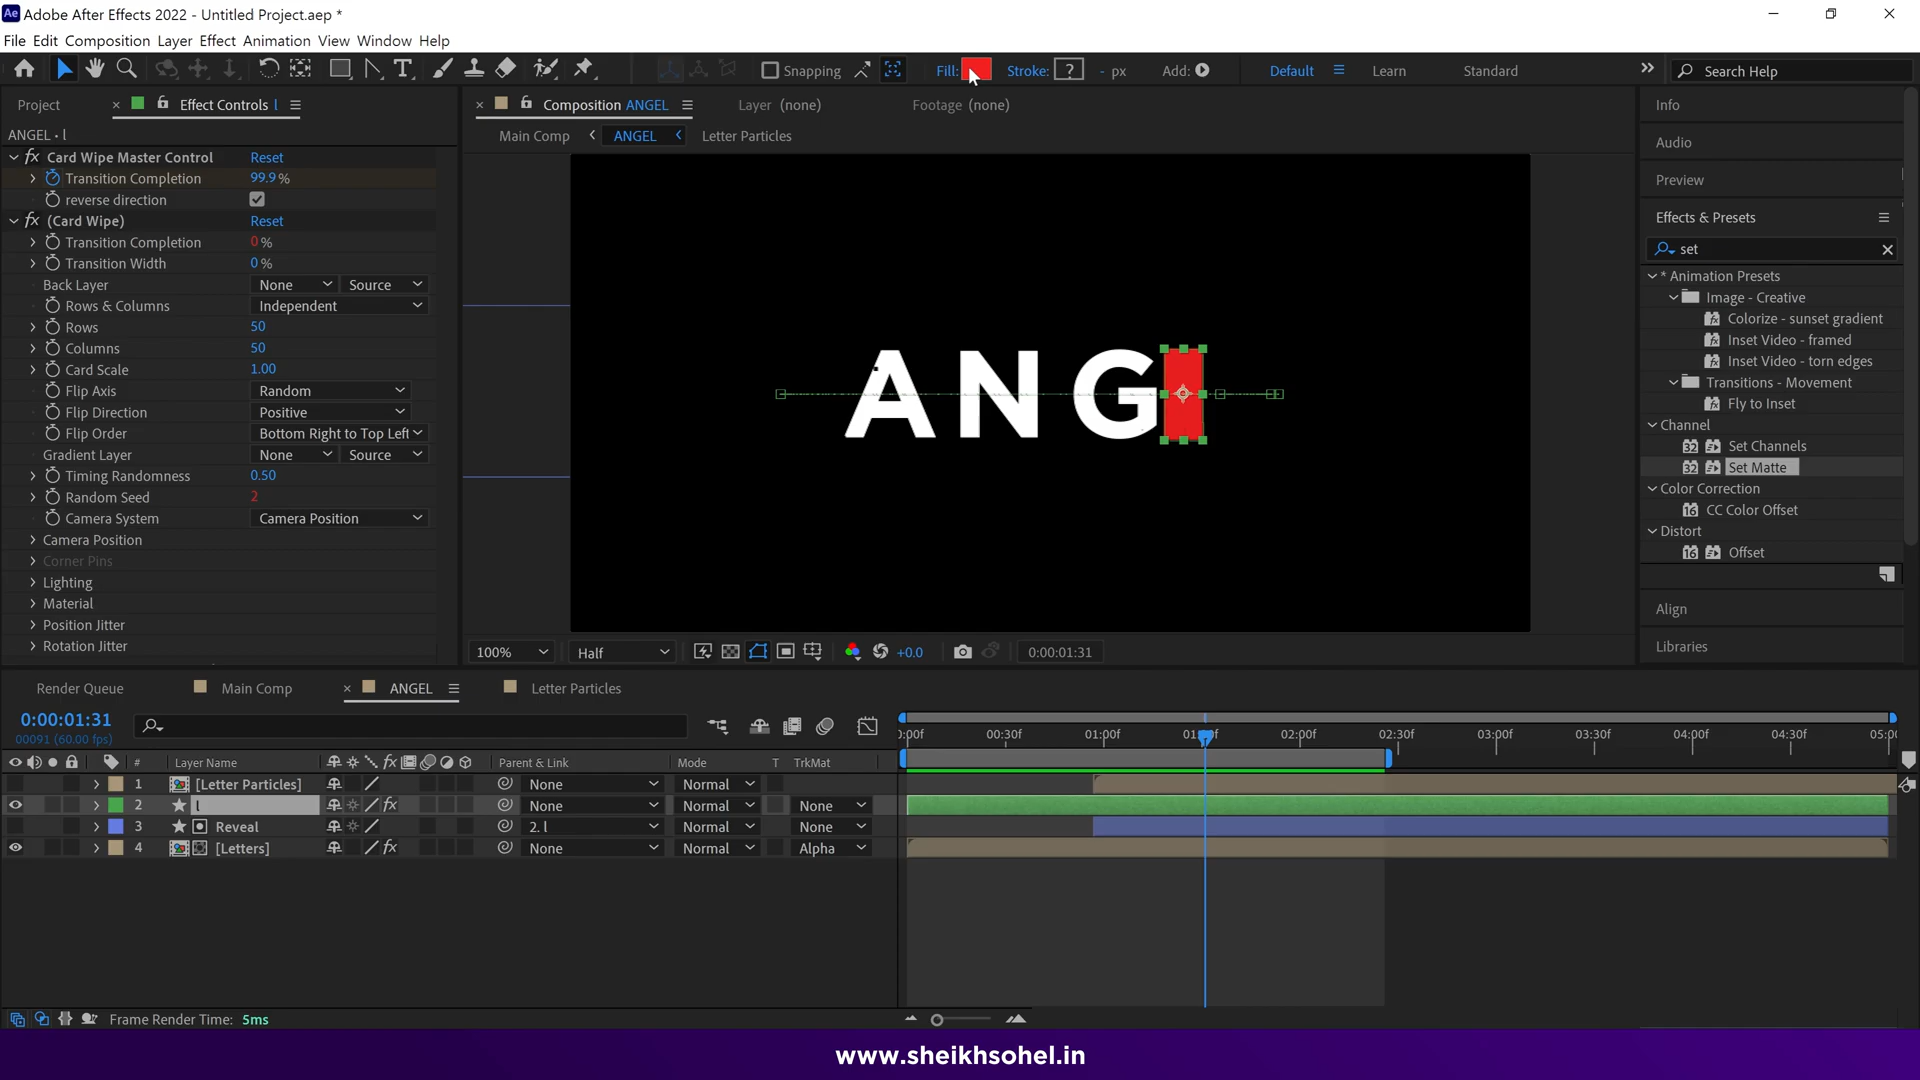 Ae Adobe After Effects 2022 - Untitled Project.aep *
File Edit Composition Layer Effect Animation View Window Help
Snapping Fill: Stroke: ? - px Add: Default Learn Standard Search Help
Project Effect Controls l
ANGEL • l
fx Card Wipe Master Control Reset
Transition Completion 99.9 %
reverse direction
fx (Card Wipe) Reset
Transition Completion 0 %
Transition Width 0 %
Back Layer None Source
Rows & Columns Independent
Rows 50
Columns 50
Card Scale 1.00
Flip Axis Random
Flip Direction Positive
Flip Order Bottom Right to Top Left
Gradient Layer None Source
Timing Randomness 0.50
Random Seed 2
Camera System Camera Position
Camera Position
Corner Pins
Lighting
Material
Position Jitter
Rotation Jitter
Composition ANGEL Layer (none) Footage (none)
Main Comp ANGEL Letter Particles
ANG
100% Half +0.0 0:00:01:31
Info
Audio
Preview
Effects & Presets
set
* Animation Presets
Image - Creative
Colorize - sunset gradient
Inset Video - framed
Inset Video - torn edges
Transitions - Movement
Fly to Inset
Channel
32 Set Channels
32 Set Matte
Color Correction
16 CC Color Offset
Distort
16 Offset
Align
Libraries
Render Queue Main Comp ANGEL Letter Particles
0:00:01:31
00091 (60.00 fps)
:00f 00:30f 01:00f 02:00f 02:30f 03:00f 03:30f 04:00f 04:30f 05:00
# Layer Name Parent & Link Mode T TrkMat
1 [Letter Particles] None Normal
2 l fx None Normal None
3 Reveal 2. l Normal None
4 [Letters] fx None Normal Alpha
Frame Render Time: 5ms
www.sheikhsohel.in